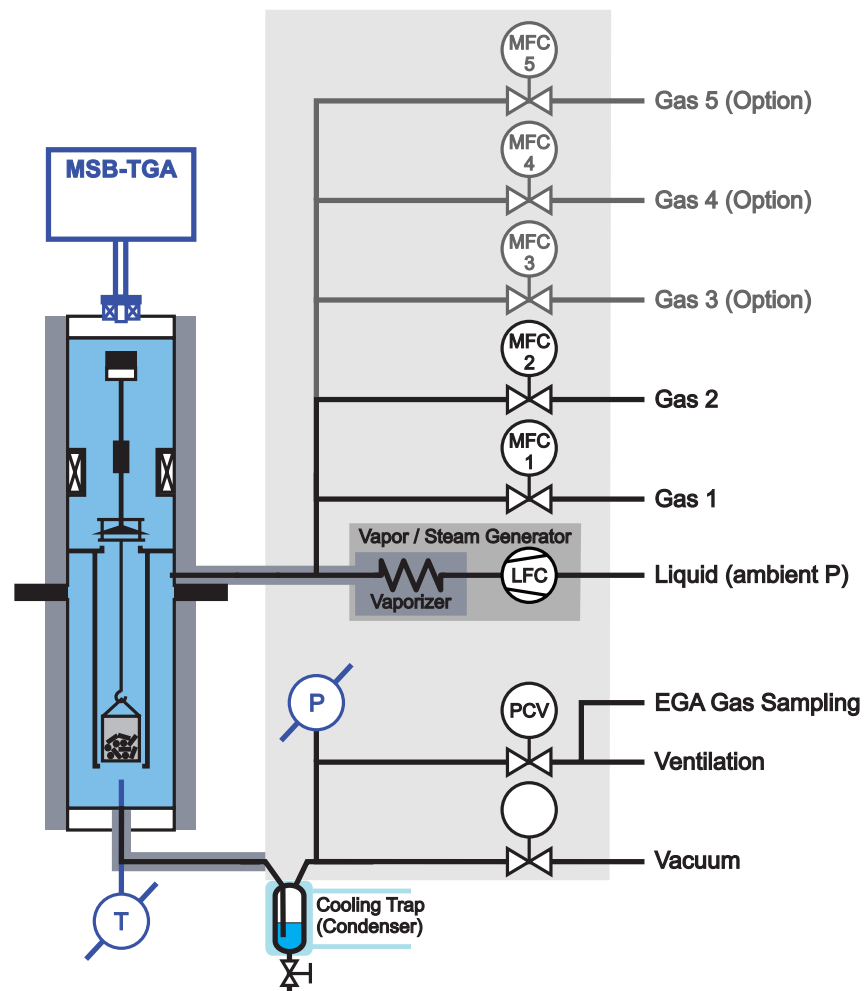 MFC
5
Gas 5 (Option)
MFC
4
Gas 4 (Option)
MSB-TGA
MFC
3
Gas 3 (Option)
MFC
2
Gas 2
MFC
1
Gas 1
Vapor / Steam Generator
LFC
Liquid (ambient P)
Vaporizer
P
PCV
EGA Gas Sampling
Ventilation
Vacuum
T
Cooling Trap
(Condenser)